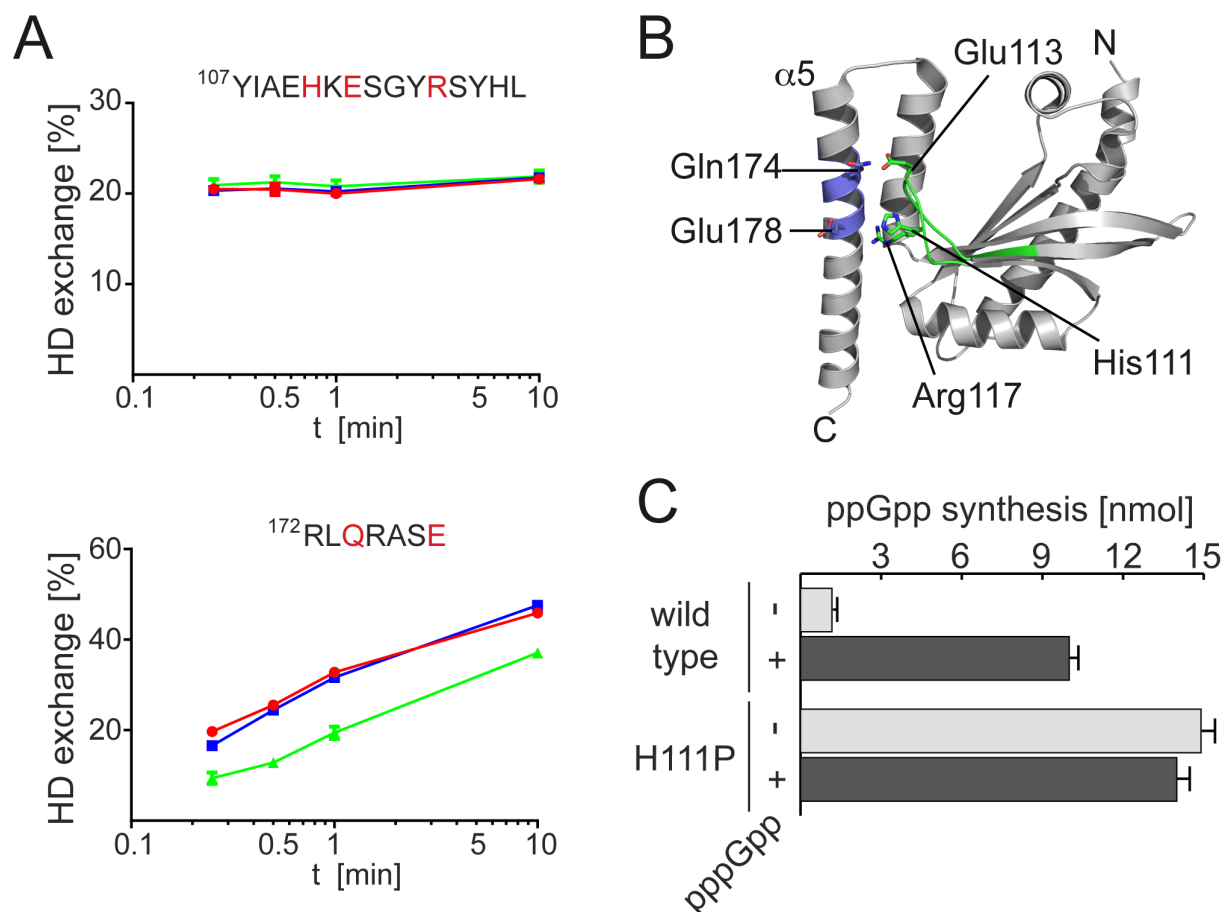 A
107YIAEHKESGYRSYHL
HD exchange [%]
30
20
10
0.1
0.5
1
5
10
t [min]
172RLQRASE
HD exchange [%]
60
40
20
0.1
0.5
1
5
10
t [min]
B
α5
Glu113
N
Gln174
Glu178
His111
Arg117
C
C
ppGpp synthesis [nmol]
3 6 9 12 15
wild type
-
+
H111P
-
+
pppGpp